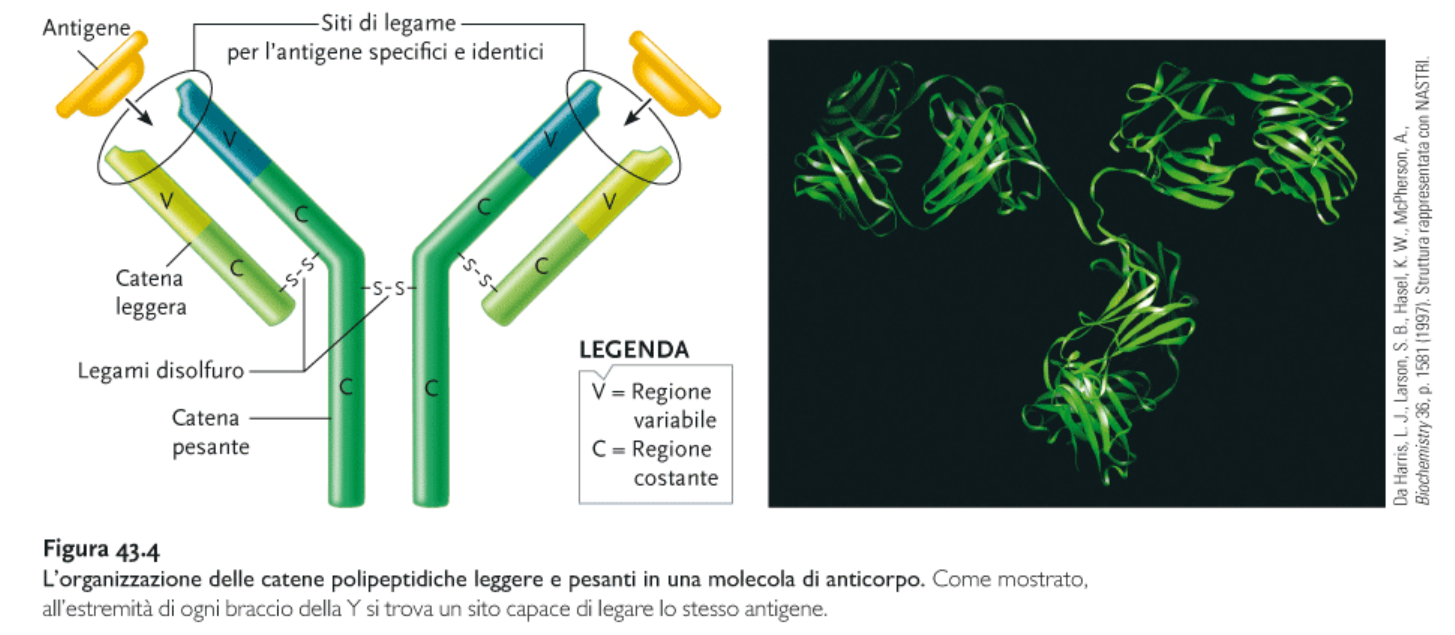 Antigene
Siti di legame
per l'antigene specifici e identici
V
V
V
V
C
C
C
C
S-S
S-S
S-S
Catena
leggera
Legami disolfuro
C
C
Catena
pesante
LEGENDA
V = Regione
variabile
C = Regione
costante
Da Harris, L. J., Larson, S. B., Hasel, K. W., McPherson, A.,
Biochemistry 36, p. 1581 (1997). Struttura rappresentata con NASTRI.
Figura 43.4
L'organizzazione delle catene polipeptidiche leggere e pesanti in una molecola di anticorpo. Come mostrato,
all'estremità di ogni braccio della Y si trova un sito capace di legare lo stesso antigene.